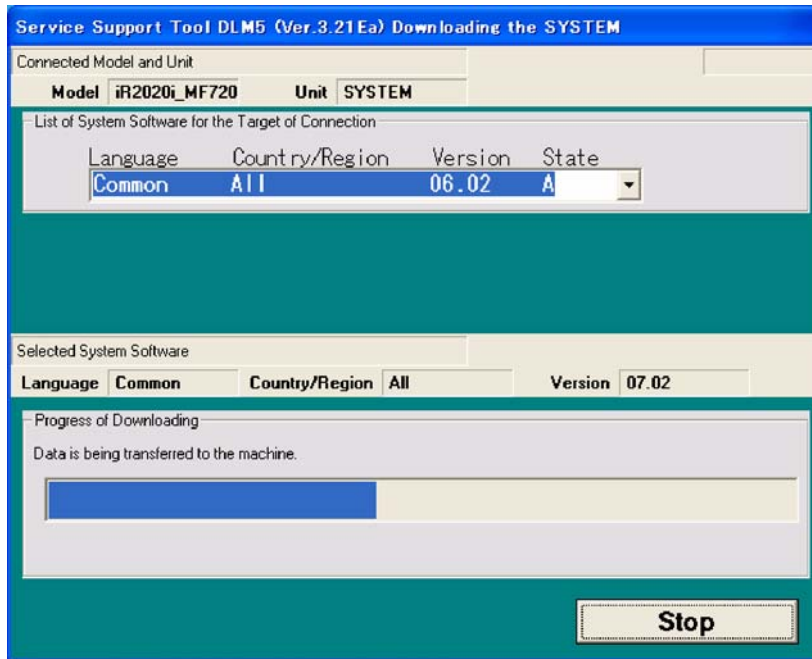 Service Support Tool DLM5 (Ver.3.21Ea) Downloading the SYSTEM
Connected Model and Unit
Model iR2020i_MF720 Unit SYSTEM
List of System Software for the Target of Connection
Language Country/Region Version State
Common All 06.02 A
Selected System Software
Language Common Country/Region All Version 07.02
Progress of Downloading
Data is being transferred to the machine.
Stop